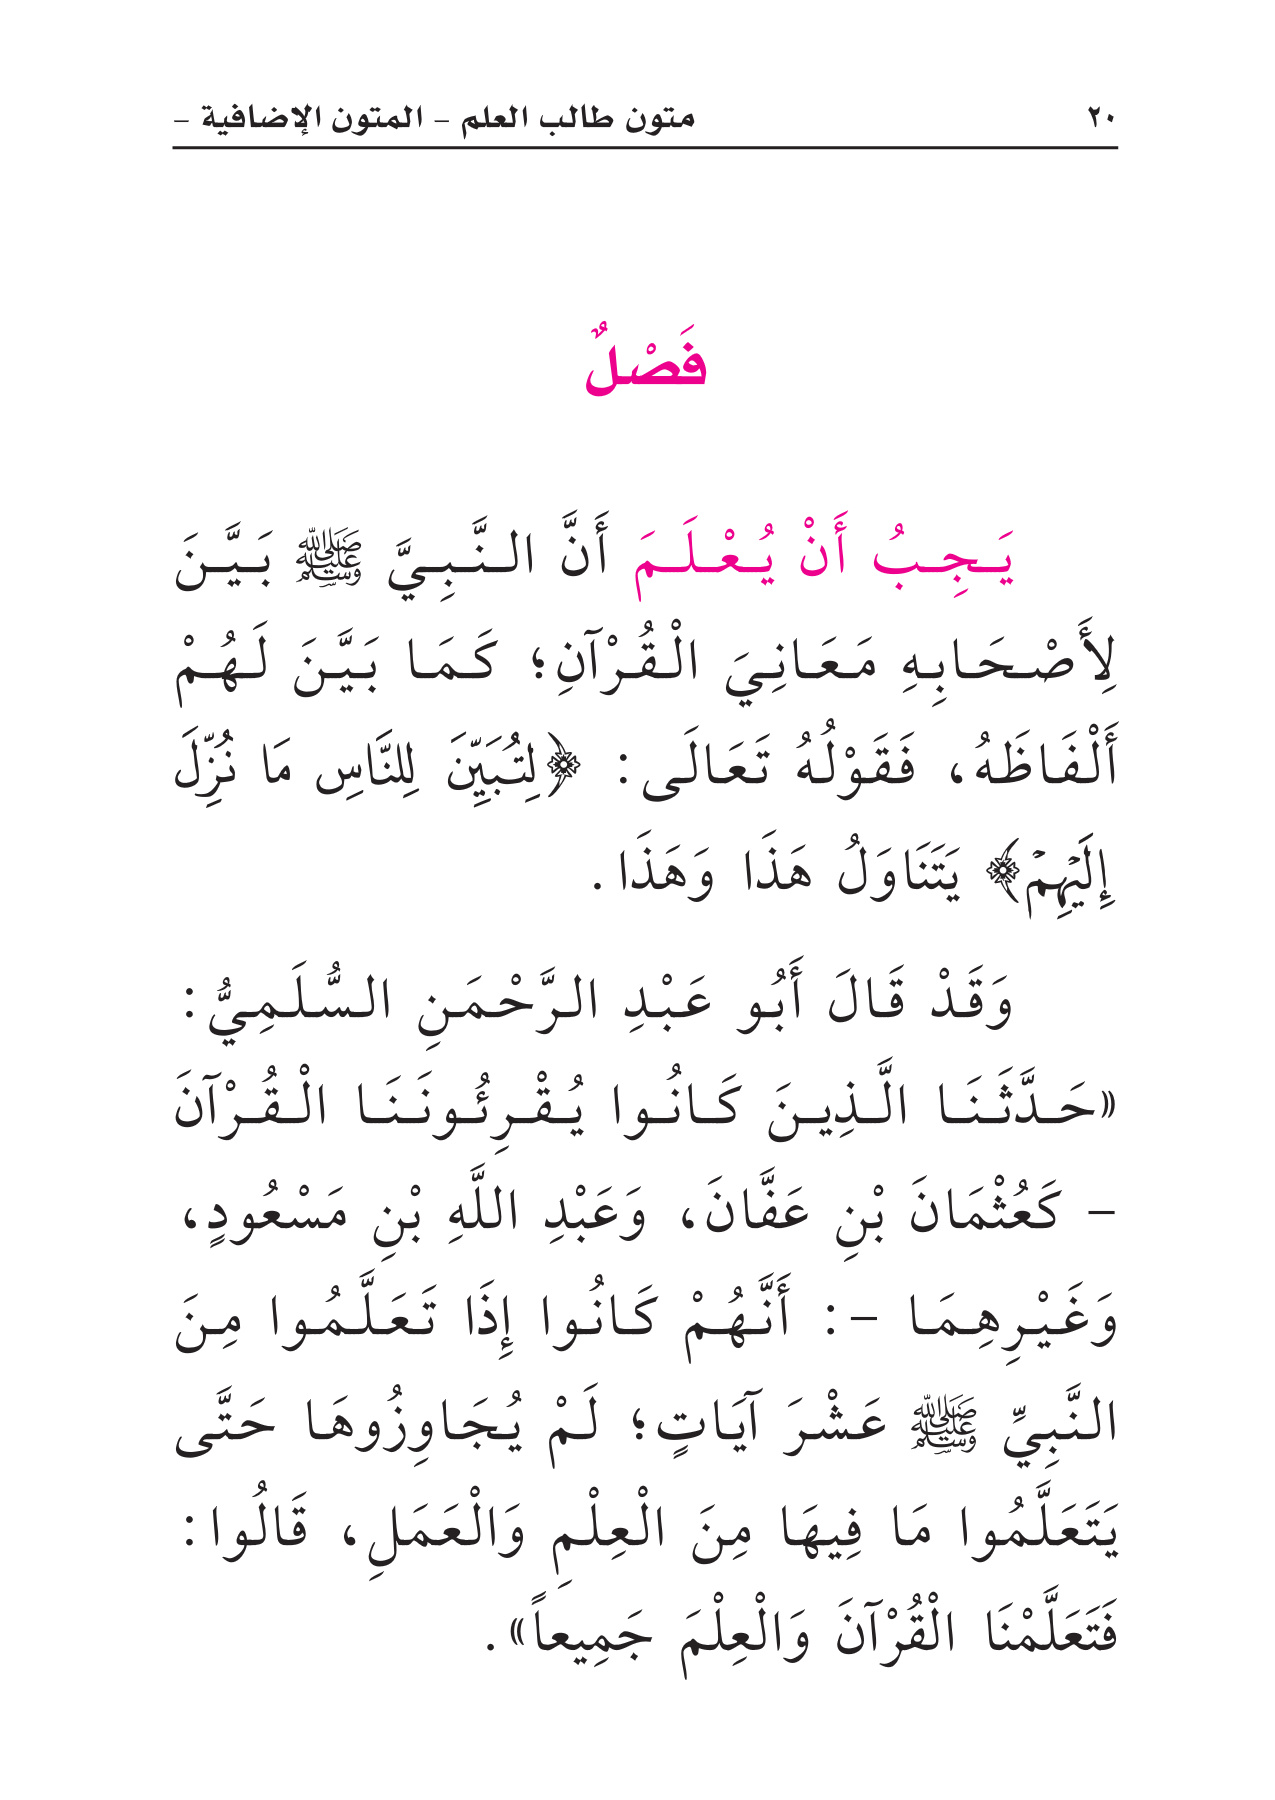 ٢٠ متون طالب العلم – المتون الإضافية –
فَصْلٌ
يَجِبُ أَنْ يُعْلَمَ أَنَّ النَّبِيَّ ﷺ بَيَّنَ
لِأَصْحَابِهِ مَعَانِيَ الْقُرْآنِ؛ كَمَا بَيَّنَ لَهُمْ
أَلْفَاظَهُ، فَقَوْلُهُ تَعَالَى: ﴿لِتُبَيِّنَ لِلنَّاسِ مَا نُزِّلَ
إِلَيْهِمْ﴾ يَتَنَاوَلُ هَذَا وَهَذَا.
وَقَدْ قَالَ أَبُو عَبْدِ الرَّحْمَنِ السُّلَمِيُّ:
«حَدَّثَنَا الَّذِينَ كَانُوا يُقْرِئُونَنَا الْقُرْآنَ
– كَعُثْمَانَ بْنِ عَفَّانَ، وَعَبْدِ اللَّهِ بْنِ مَسْعُودٍ،
وَغَيْرِهِمَا –: أَنَّهُمْ كَانُوا إِذَا تَعَلَّمُوا مِنَ
النَّبِيِّ ﷺ عَشْرَ آيَاتٍ؛ لَمْ يُجَاوِزُوهَا حَتَّى
يَتَعَلَّمُوا مَا فِيهَا مِنَ الْعِلْمِ وَالْعَمَلِ، قَالُوا:
فَتَعَلَّمْنَا الْقُرْآنَ وَالْعِلْمَ جَمِيعاً».